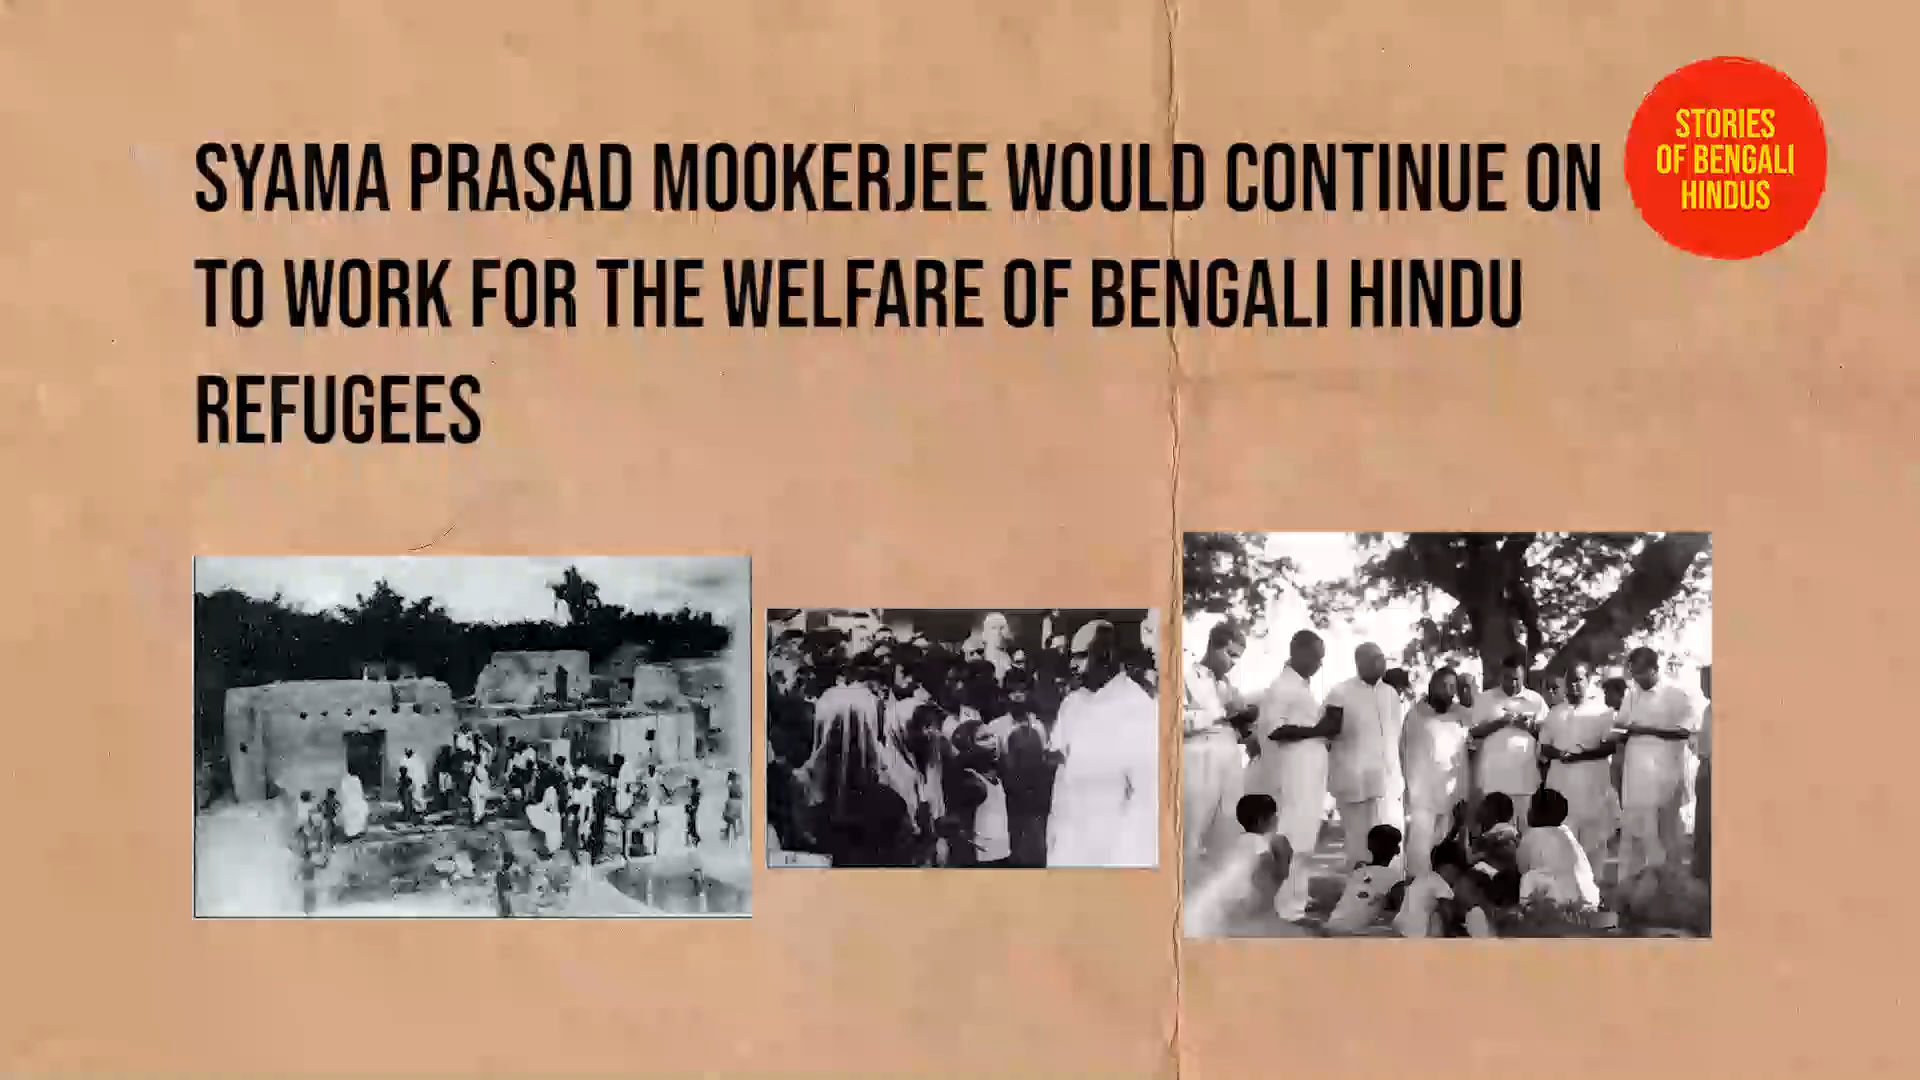 SYAMA PRASAD MOOKERJEE WOULD CONTINUE ON
TO WORK FOR THE WELFARE OF BENGALI HINDU
REFUGEES
STORIES
OF BENGALI
HINDUS